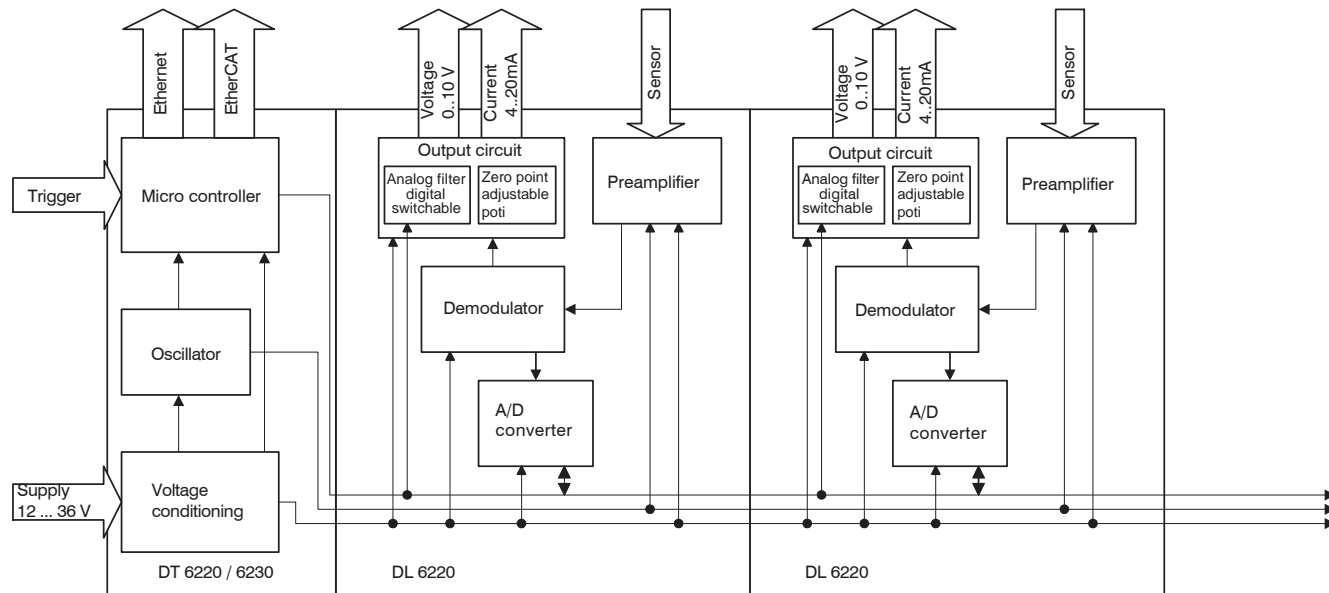 Ethernet
EtherCAT
Voltage
0..10 V
Current
4..20mA
Sensor
Voltage
0..10 V
Current
4..20mA
Sensor
Trigger
Micro controller
Output circuit
Analog filter
digital
switchable
Zero point
adjustable
poti
Preamplifier
Output circuit
Analog filter
digital
switchable
Zero point
adjustable
poti
Preamplifier
Oscillator
Demodulator
Demodulator
A/D
converter
A/D
converter
Supply
12 ... 36 V
Voltage
conditioning
DT 6220 / 6230
DL 6220
DL 6220